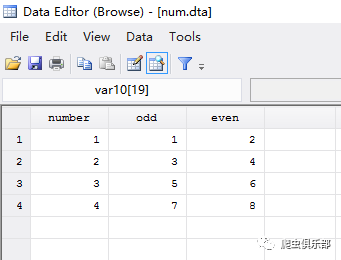 Data Editor (Browse) - [num.dta]
File Edit View Data Tools
var10[19]
number odd even
1 1 1 2
2 2 3 4
3 3 5 6
4 4 7 8
爬虫俱乐部